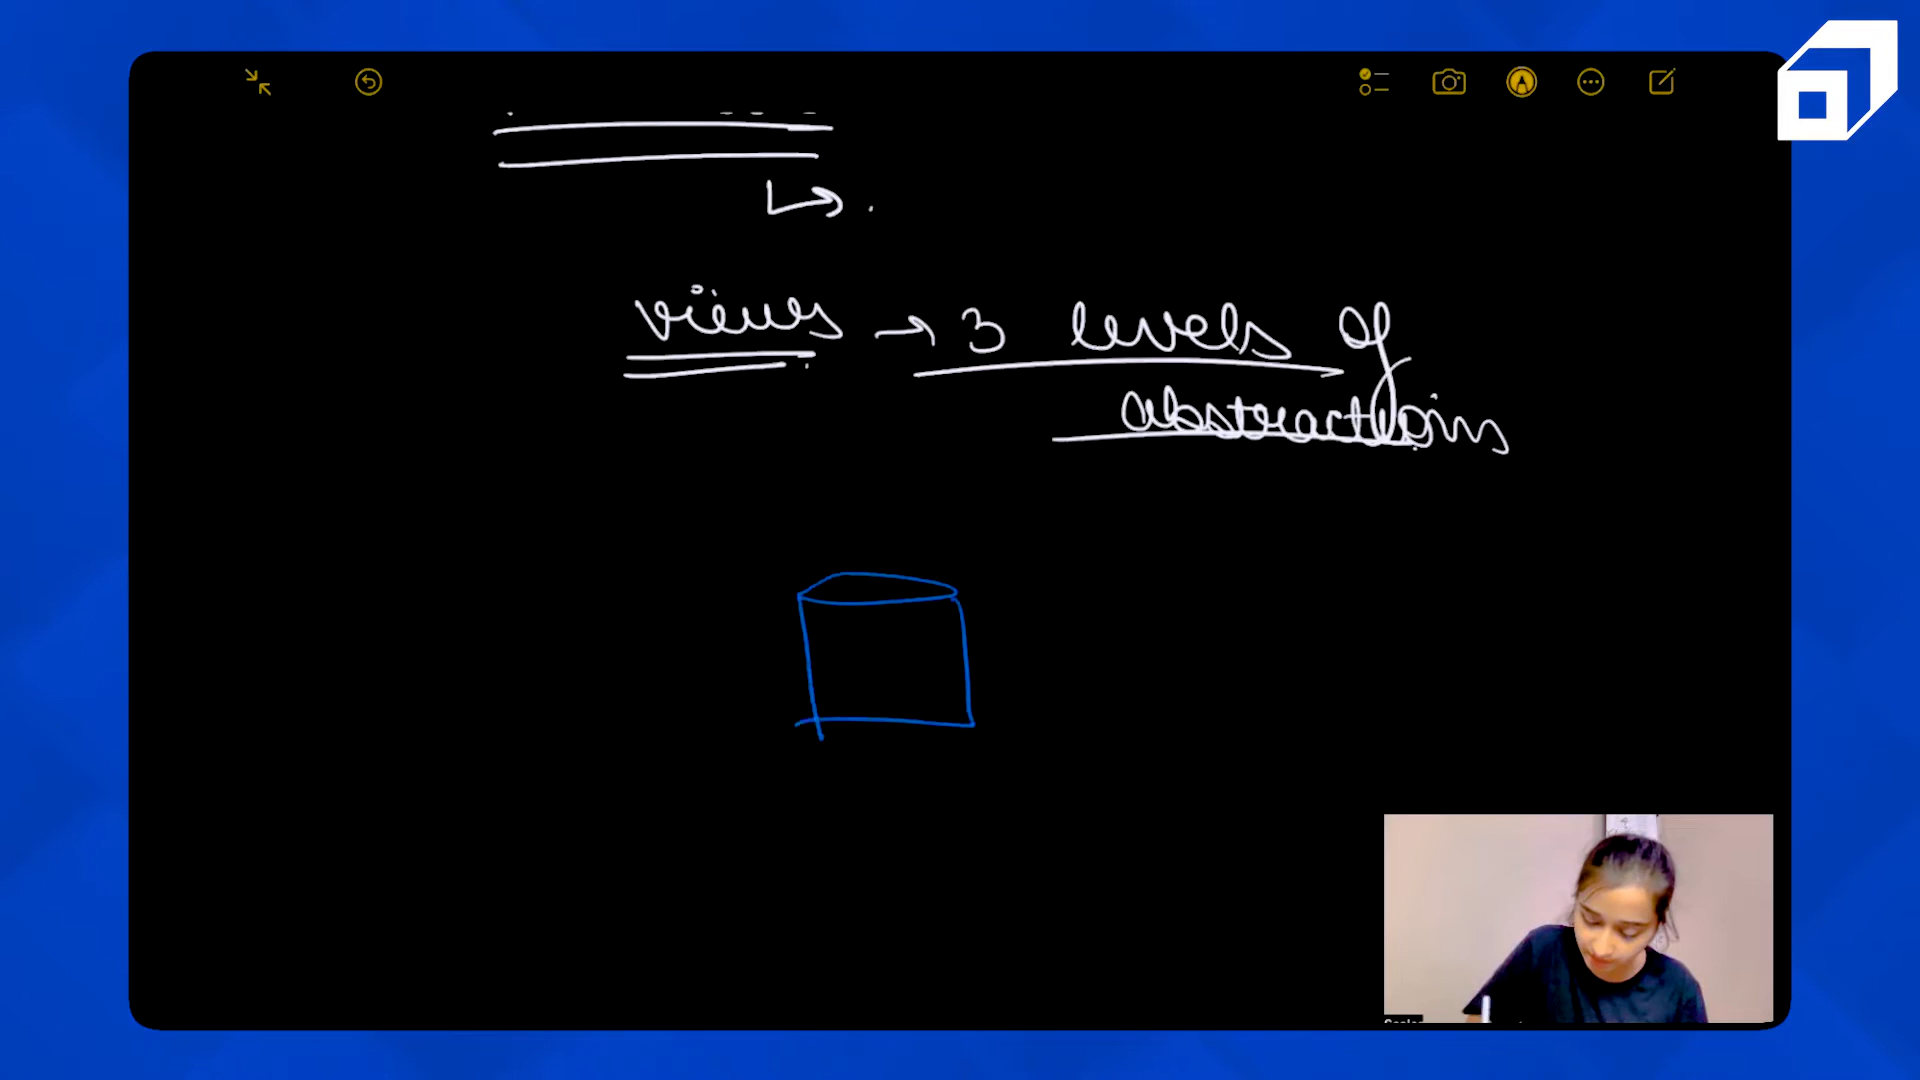 views → 3 levels of
abstractions